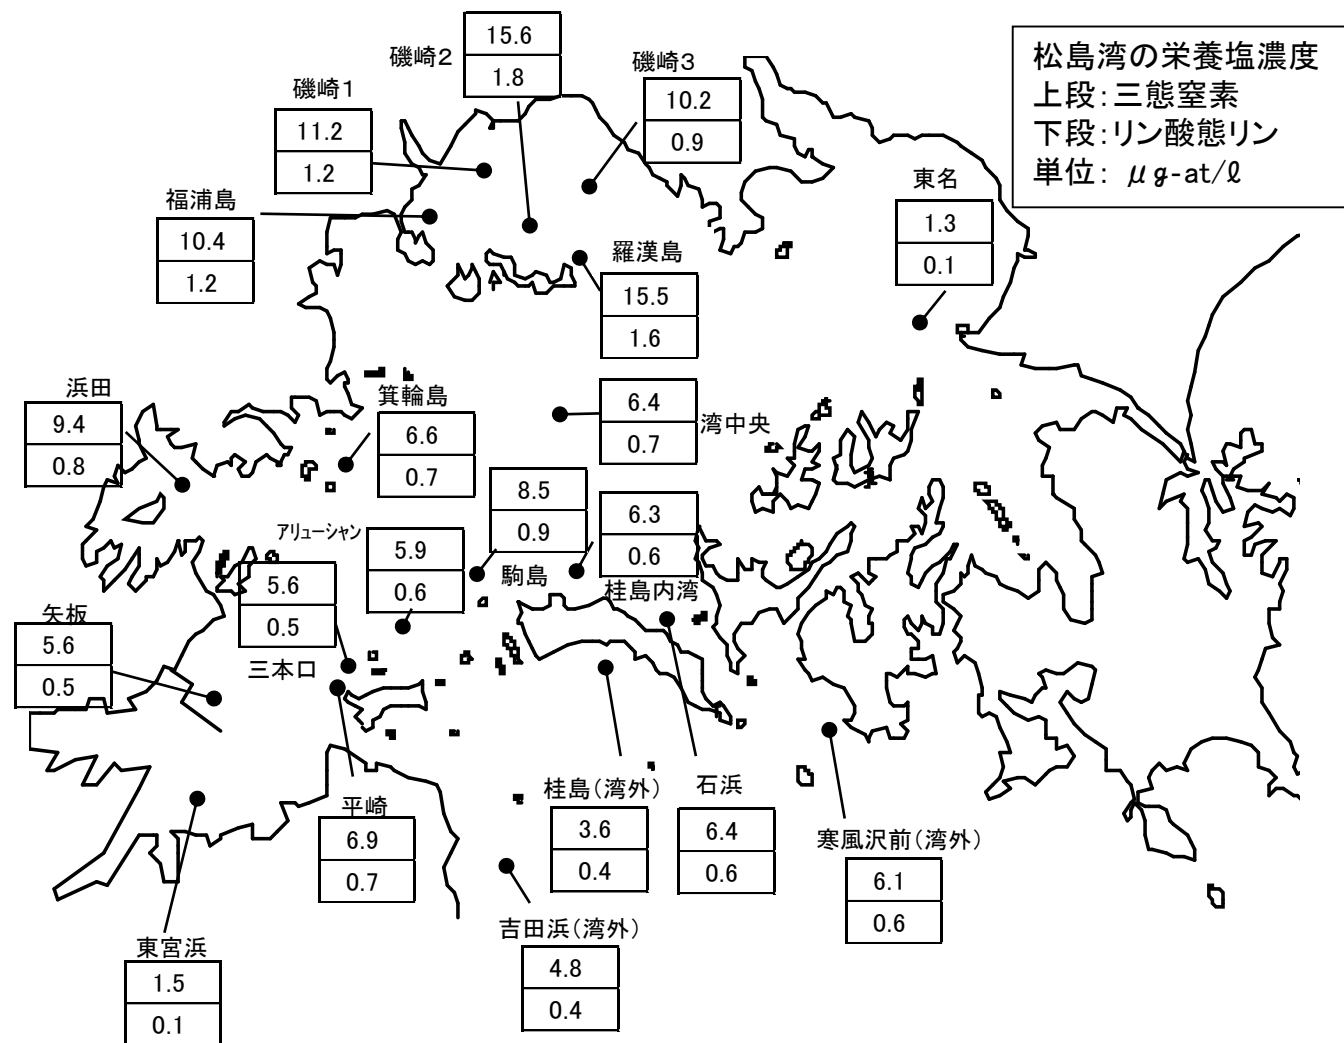 松島湾の栄養塩濃度
上段：三態窒素
下段：リン酸態リン
単位： μg-at/ℓ
磯崎2
15.6
1.8
磯崎3
10.2
0.9
磯崎1
11.2
1.2
福浦島
10.4
1.2
東名
1.3
0.1
羅漢島
15.5
1.6
浜田
9.4
0.8
箕輪島
6.6
0.7
6.4
0.7
湾中央
8.5
0.9
駒島
6.3
0.6
桂島内湾
アリューシャン
5.9
0.6
5.6
0.5
三本口
矢板
5.6
0.5
平崎
6.9
0.7
桂島（湾外）
3.6
0.4
石浜
6.4
0.6
寒風沢前（湾外）
6.1
0.6
吉田浜（湾外）
4.8
0.4
東宮浜
1.5
0.1